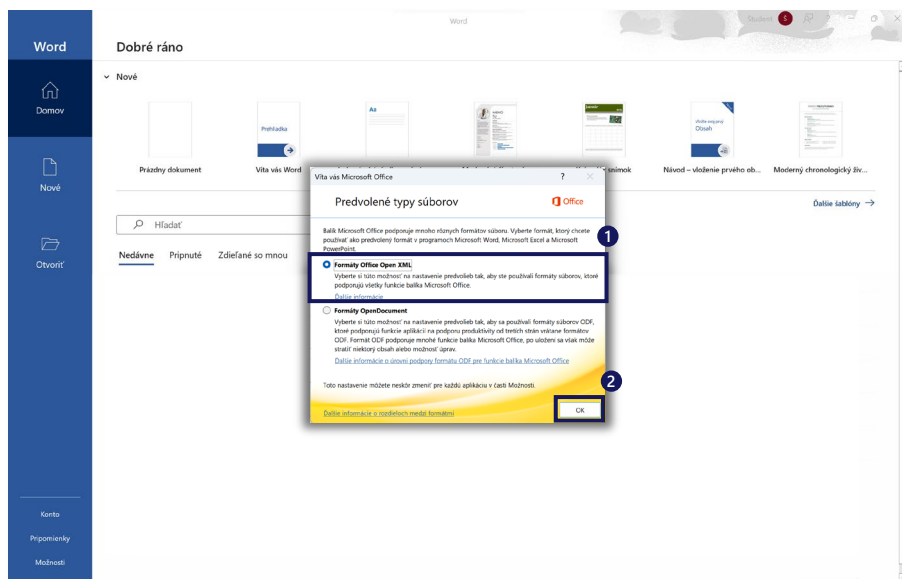 Word
Student S ?
Word
Dobré ráno
Nové
Domov
Nové
Otvoriť
Aa
Prehliadka
Obsah
Prázdny dokument
Víta vás Word
snímok
Návod – vloženie prvého ob...
Moderný chronologický živ...
Ďalšie šablóny
Hľadať
Nedávne Pripnuté Zdieľané so mnou
Víta vás Microsoft Office ?
Predvolené typy súborov
Office
Balík Microsoft Office podporuje mnoho rôznych formátov súboru. Vyberte formát, ktorý chcete
používať ako predvolený formát v programoch Microsoft Word, Microsoft Excel a Microsoft
PowerPoint.
1
Formáty Office Open XML
Vyberte si túto možnosť na nastavenie predvolieb tak, aby ste používali formáty súborov, ktoré
podporujú všetky funkcie balíka Microsoft Office.
Ďalšie informácie
Formáty OpenDocument
Vyberte si túto možnosť na nastavenie predvolieb tak, aby sa používali formáty súborov ODF,
ktoré podporujú funkcie aplikácií na podporu produktivity od tretích strán vrátane formátov
ODF. Formát ODF podporuje mnohé funkcie balíka Microsoft Office, po uložení sa však môže
stratiť niektorý obsah alebo možnosť úprav.
Ďalšie informácie o úrovni podpory formátu ODF pre funkcie balíka Microsoft Office
Toto nastavenie môžete neskôr zmeniť pre každú aplikáciu v časti Možnosti.
2
Ďalšie informácie o rozdieloch medzi formátmi
OK
Konto
Pripomienky
Možnosti